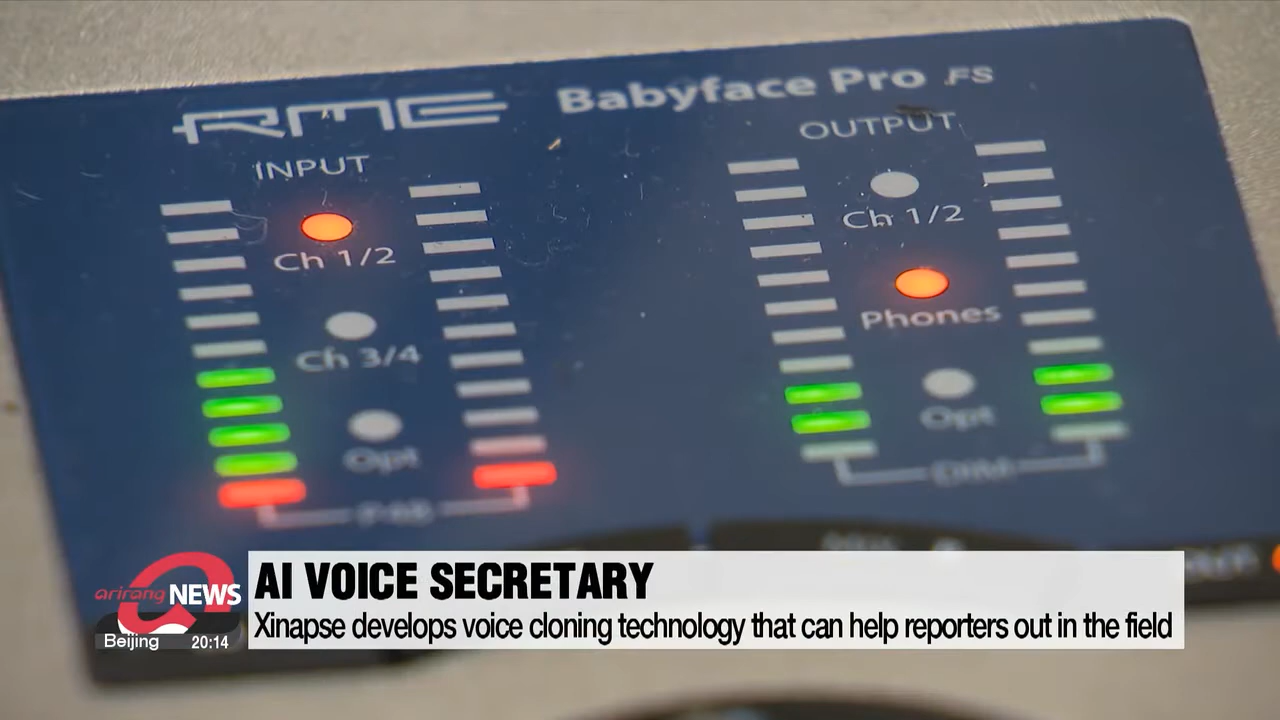 RME
Babyface Pro FS
INPUT
OUTPUT
Ch 1/2
Ch 1/2
Ch 3/4
Phones
Opt
Opt
P48
DIM
AI VOICE SECRETARY
Xinapse develops voice cloning technology that can help reporters out in the field
arirang NEWS
Beijing 20:14